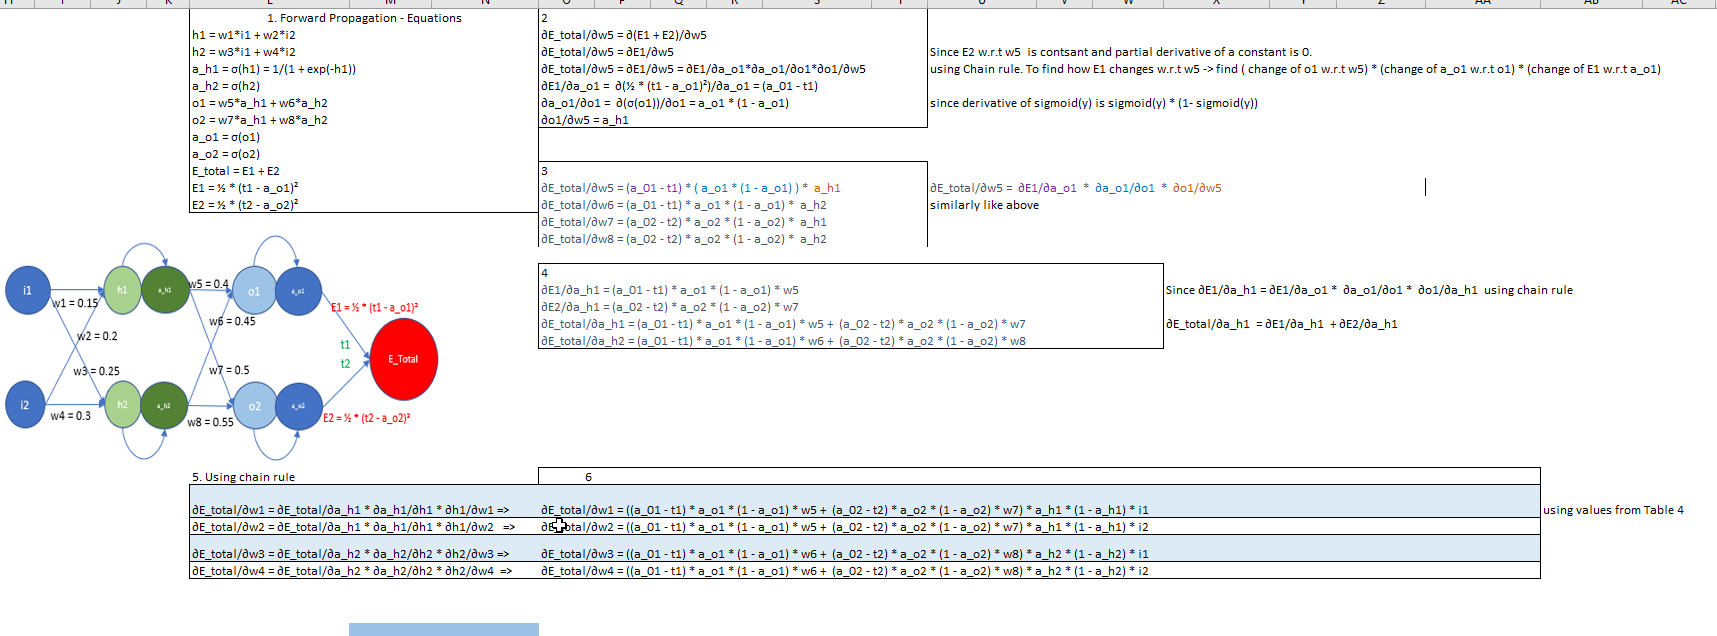 1. Forward Propagation - Equations
h1 = w1*i1 + w2*i2
h2 = w3*i1 + w4*i2
a_h1 = σ(h1) = 1/(1 + exp(-h1))
a_h2 = σ(h2)
o1 = w5*a_h1 + w6*a_h2
o2 = w7*a_h1 + w8*a_h2
a_o1 = σ(o1)
a_o2 = σ(o2)
E_total = E1 + E2
E1 = ½ * (t1 - a_o1)²
E2 = ½ * (t2 - a_o2)²
2
∂E_total/∂w5 = ∂(E1 + E2)/∂w5
∂E_total/∂w5 = ∂E1/∂w5
Since E2 w.r.t w5 is contsant and partial derivative of a constant is 0.
∂E_total/∂w5 = ∂E1/∂w5 = ∂E1/∂a_o1*∂a_o1/∂o1*∂o1/∂w5
using Chain rule. To find how E1 changes w.r.t w5 -> find ( change of o1 w.r.t w5) * (change of a_o1 w.r.t o1) * (change of E1 w.r.t a_o1)
∂E1/∂a_o1 = ∂(½ * (t1 - a_o1)²)/∂a_o1 = (a_01 - t1)
∂a_o1/∂o1 = ∂(σ(o1))/∂o1 = a_o1 * (1 - a_o1)
since derivative of sigmoid(y) is sigmoid(y) * (1- sigmoid(y))
∂o1/∂w5 = a_h1
3
∂E_total/∂w5 = (a_01 - t1) * ( a_o1 * (1 - a_o1) ) * a_h1
∂E_total/∂w5 = ∂E1/∂a_o1 * ∂a_o1/∂o1 * ∂o1/∂w5
∂E_total/∂w6 = (a_01 - t1) * a_o1 * (1 - a_o1) * a_h2
similarly like above
∂E_total/∂w7 = (a_02 - t2) * a_o2 * (1 - a_o2) * a_h1
∂E_total/∂w8 = (a_02 - t2) * a_o2 * (1 - a_o2) * a_h2
4
∂E1/∂a_h1 = (a_01 - t1) * a_o1 * (1 - a_o1) * w5
Since ∂E1/∂a_h1 = ∂E1/∂a_o1 * ∂a_o1/∂o1 * ∂o1/∂a_h1 using chain rule
∂E2/∂a_h1 = (a_02 - t2) * a_o2 * (1 - a_o2) * w7
∂E_total/∂a_h1 = (a_01 - t1) * a_o1 * (1 - a_o1) * w5 + (a_02 - t2) * a_o2 * (1 - a_o2) * w7
∂E_total/∂a_h1 = ∂E1/∂a_h1 + ∂E2/∂a_h1
∂E_total/∂a_h2 = (a_01 - t1) * a_o1 * (1 - a_o1) * w6 + (a_02 - t2) * a_o2 * (1 - a_o2) * w8
i1
h1
a_h1
w5 = 0.4
o1
a_o1
w1 = 0.15
E1 = ½ * (t1 - a_o1)²
w6 = 0.45
w2 = 0.2
t1
E_Total
t2
w3 = 0.25
w7 = 0.5
i2
h2
a_h2
o2
a_o2
w4 = 0.3
w8 = 0.55
E2 = ½ * (t2 - a_o2)²
5. Using chain rule
6
∂E_total/∂w1 = ∂E_total/∂a_h1 * ∂a_h1/∂h1 * ∂h1/∂w1 =>
∂E_total/∂w1 = ((a_01 - t1) * a_o1 * (1 - a_o1) * w5 + (a_02 - t2) * a_o2 * (1 - a_o2) * w7) * a_h1 * (1 - a_h1) * i1
using values from Table 4
∂E_total/∂w2 = ∂E_total/∂a_h1 * ∂a_h1/∂h1 * ∂h1/∂w2 =>
∂E_total/∂w2 = ((a_01 - t1) * a_o1 * (1 - a_o1) * w5 + (a_02 - t2) * a_o2 * (1 - a_o2) * w7) * a_h1 * (1 - a_h1) * i2
∂E_total/∂w3 = ∂E_total/∂a_h2 * ∂a_h2/∂h2 * ∂h2/∂w3 =>
∂E_total/∂w3 = ((a_01 - t1) * a_o1 * (1 - a_o1) * w6 + (a_02 - t2) * a_o2 * (1 - a_o2) * w8) * a_h2 * (1 - a_h2) * i1
∂E_total/∂w4 = ∂E_total/∂a_h2 * ∂a_h2/∂h2 * ∂h2/∂w4 =>
∂E_total/∂w4 = ((a_01 - t1) * a_o1 * (1 - a_o1) * w6 + (a_02 - t2) * a_o2 * (1 - a_o2) * w8) * a_h2 * (1 - a_h2) * i2